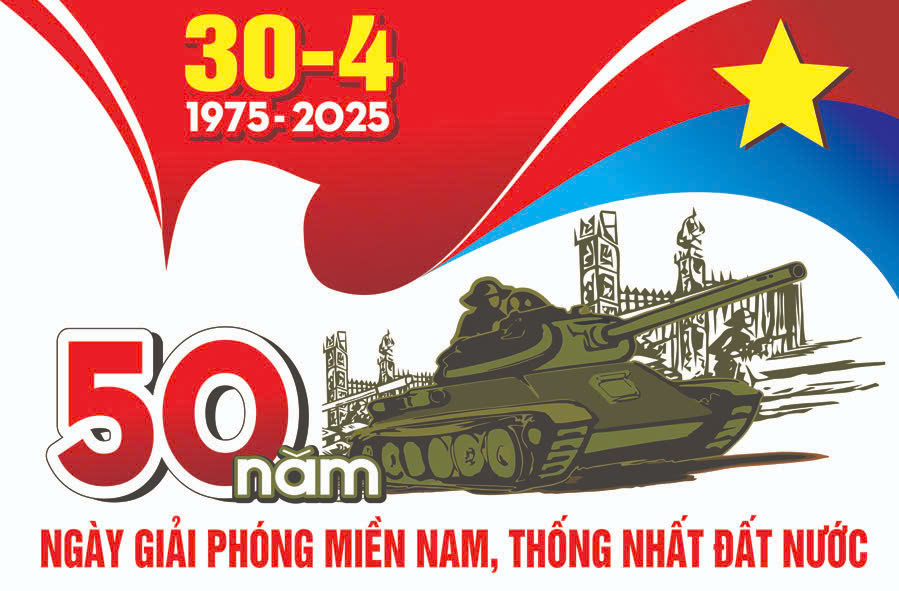 30-4
1975-2025
50
năm
NGÀY GIẢI PHÓNG MIỀN NAM, THỐNG NHẤT ĐẤT NƯỚC